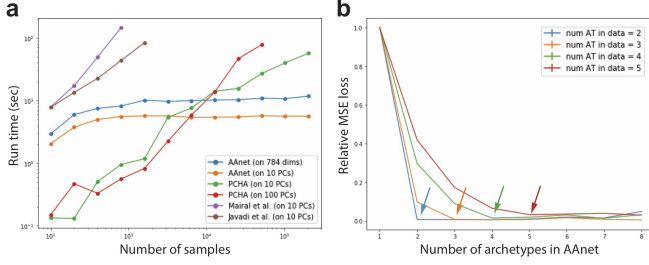 a
Run time (sec)
10²
10¹
10⁰
10⁻¹
AAnet (on 784 dims)
AAnet (on 10 PCs)
PCHA (on 10 PCs)
PCHA (on 100 PCs)
Mairal et al. (on 10 PCs)
Javadi et al. (on 10 PCs)
10² 10³ 10⁴ 10⁵
Number of samples
b
Relative MSE loss
1.0
0.8
0.6
0.4
0.2
0.0
num AT in data = 2
num AT in data = 3
num AT in data = 4
num AT in data = 5
1 2 3 4 5 6 7 8
Number of archetypes in AAnet